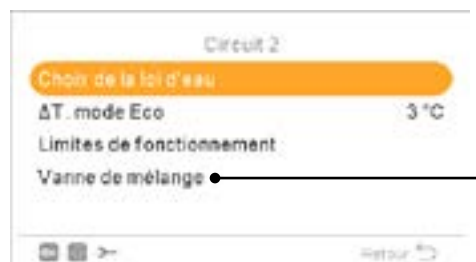 Circuit 2
Choix de la loi d'eau
ΔT. mode Eco 3 °C
Limites de fonctionnement
Vanne de mélange
Retour